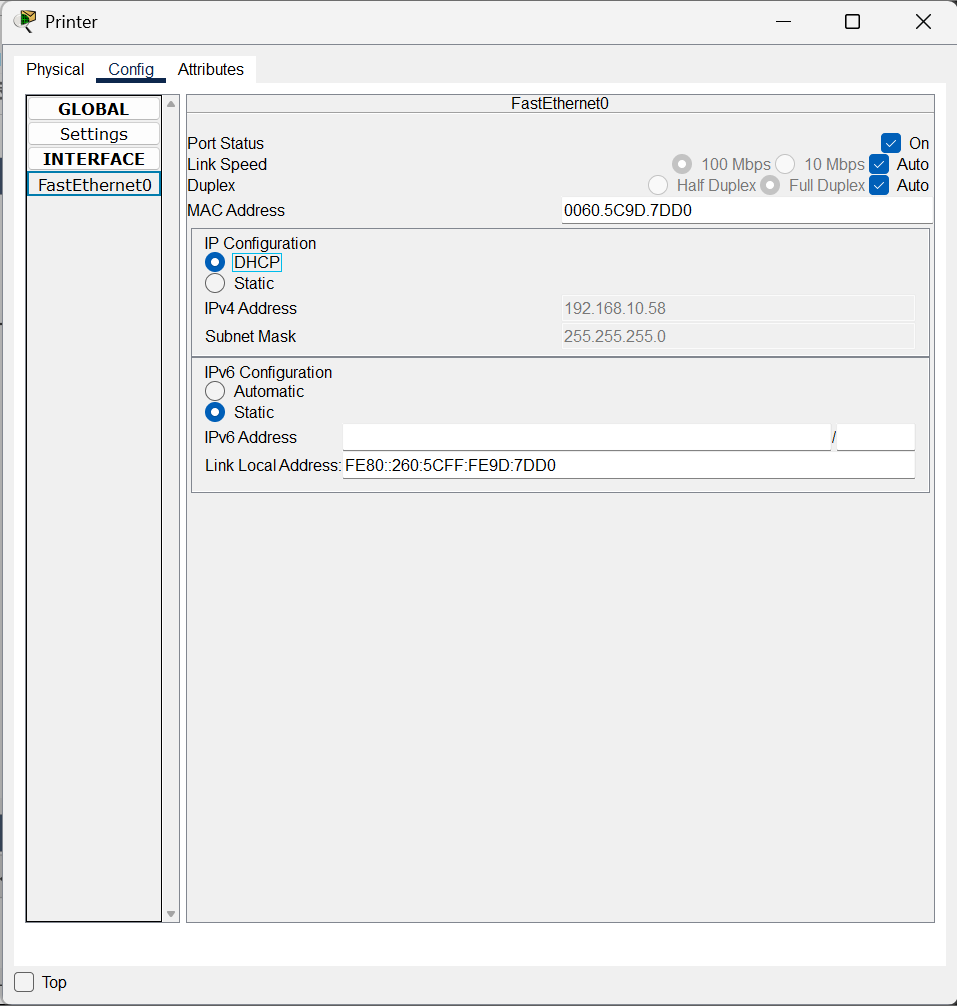 Printer
Physical Config Attributes
GLOBAL
Settings
INTERFACE
FastEthernet0
FastEthernet0
Port Status On
Link Speed 100 Mbps 10 Mbps Auto
Duplex Half Duplex Full Duplex Auto
MAC Address 0060.5C9D.7DD0
IP Configuration
DHCP
Static
IPv4 Address 192.168.10.58
Subnet Mask 255.255.255.0
IPv6 Configuration
Automatic
Static
IPv6 Address /
Link Local Address: FE80::260:5CFF:FE9D:7DD0
Top